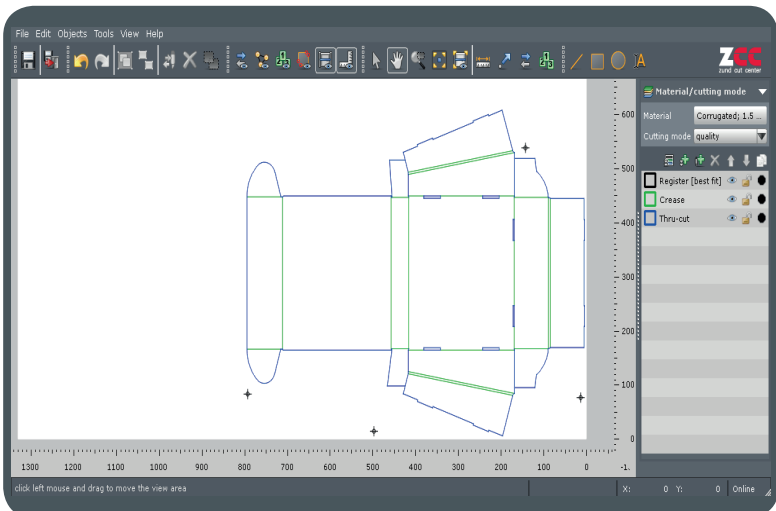 File Edit Objects Tools View Help
ZCC
zund cut center
Material/cutting mode
Material Corrugated; 1.5 ...
Cutting mode quality
Register [best fit]
Crease
Thru-cut
600
500
400
300
200
100
0
1300 1200 1100 1000 900 800 700 600 500 400 300 200 100 0 -1.
click left mouse and drag to move the view area
X: 0 Y: 0 Online